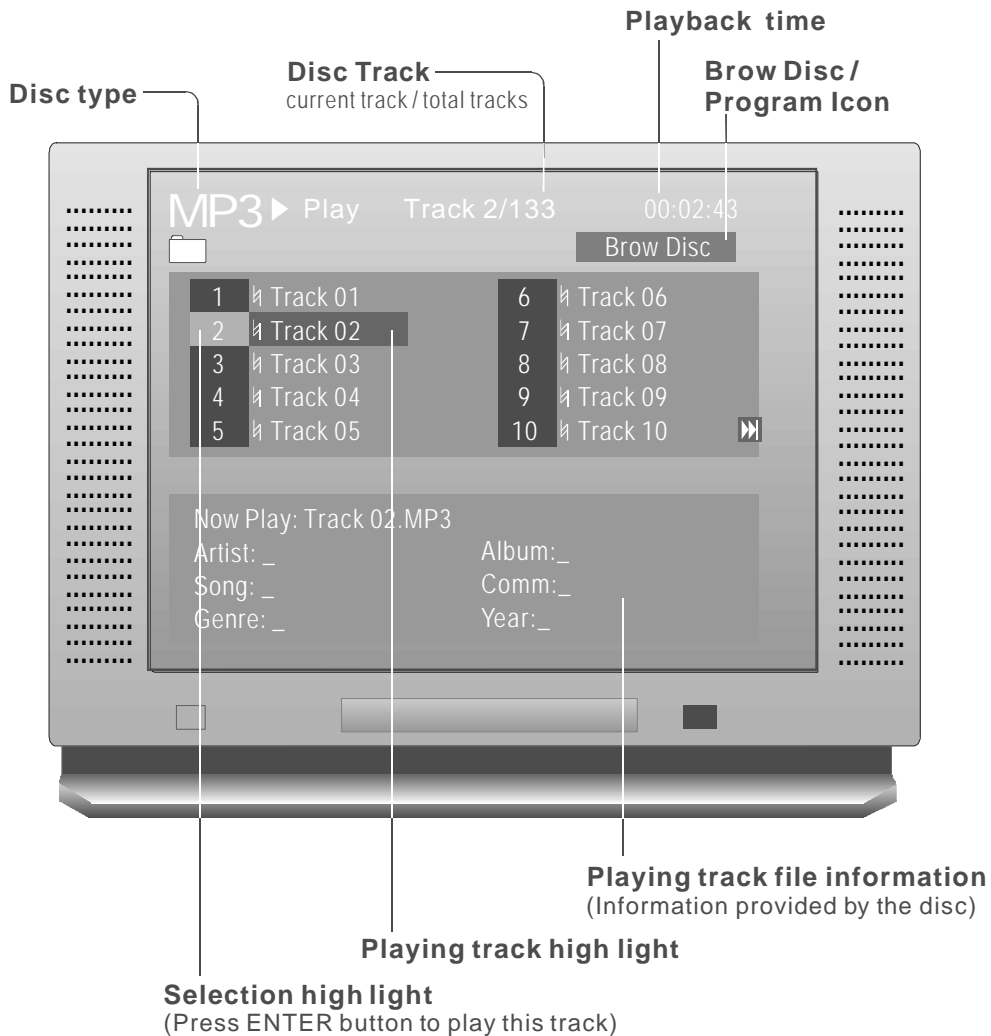 Playback time
Disc Track
current track / total tracks
Brow Disc /
Program Icon
Disc type
MP3 Play Track 2/133 00:02:43
Brow Disc
1 Track 01
2 Track 02
3 Track 03
4 Track 04
5 Track 05
6 Track 06
7 Track 07
8 Track 08
9 Track 09
10 Track 10
Now Play: Track 02.MP3
Artist: _
Song: _
Genre: _
Album:_
Comm:_
Year:_
Playing track file information
(Information provided by the disc)
Playing track high light
Selection high light
(Press ENTER button to play this track)